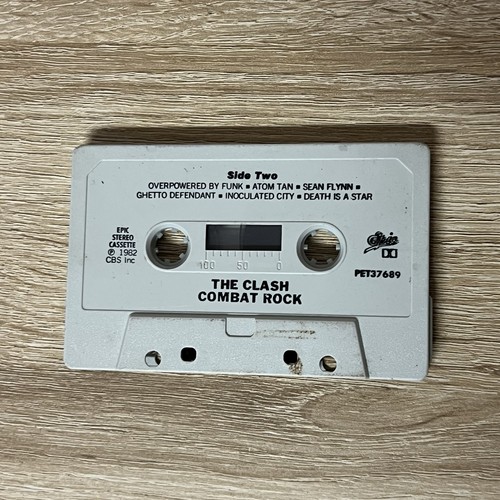 Side Two
OVERPOWERED BY FUNK ▪ ATOM TAN ▪ SEAN FLYNN ▪
GHETTO DEFENDANT ▪ INOCULATED CITY ▪ DEATH IS A STAR
EPIC
STEREO
CASSETTE
℗ 1982
CBS Inc
Epic
100 50 0
PET37689
THE CLASH
COMBAT ROCK